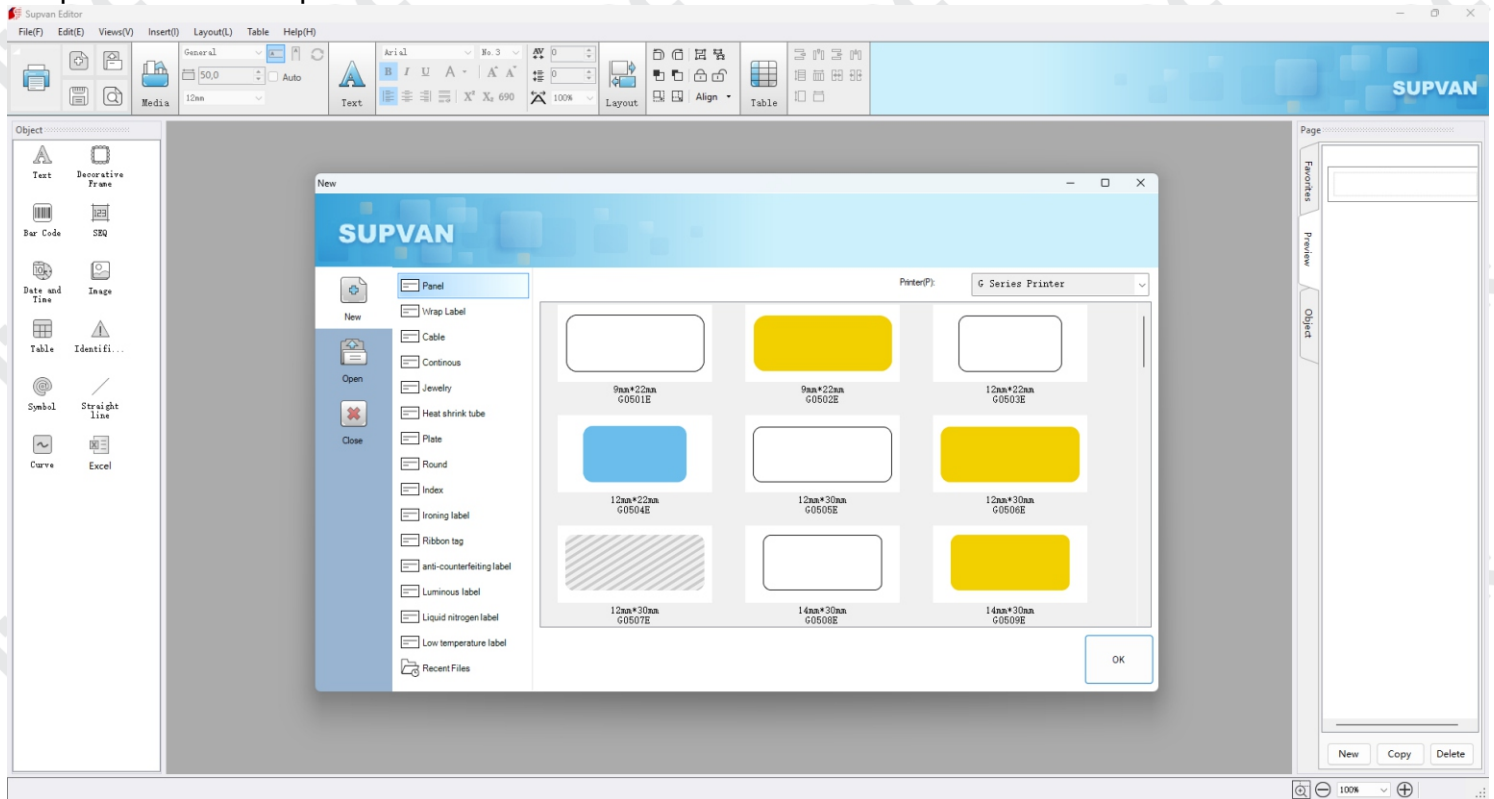 Supvan Editor
File(F) Edit(E) Views(V) Insert(I) Layout(L) Table Help(H)
General
50,0
Auto
12mm
Media
Text
Arial
No.3
B I U A A A
X X 690
0
0
100%
Layout
Align
Table
SUPVAN
Object
Text
Decorative
Frame
Bar Code
SEQ
Date and
Time
Image
Table
Identifi...
Symbol
Straight
line
Curve
Excel
New
SUPVAN
New
Open
Close
Panel
Wrap Label
Cable
Continous
Jewelry
Heat shrink tube
Plate
Round
Index
Ironing label
Ribbon tag
anti-counterfeiting label
Luminous label
Liquid nitrogen label
Low temperature label
Recent Files
Printer(P): G Series Printer
9mm*22mm
G0501E
9mm*22mm
G0502E
12mm*22mm
G0503E
12mm*22mm
G0504E
12mm*30mm
G0505E
12mm*30mm
G0506E
12mm*30mm
G0507E
14mm*30mm
G0508E
14mm*30mm
G0509E
OK
Page
Favorites
Preview
Object
New Copy Delete
100%